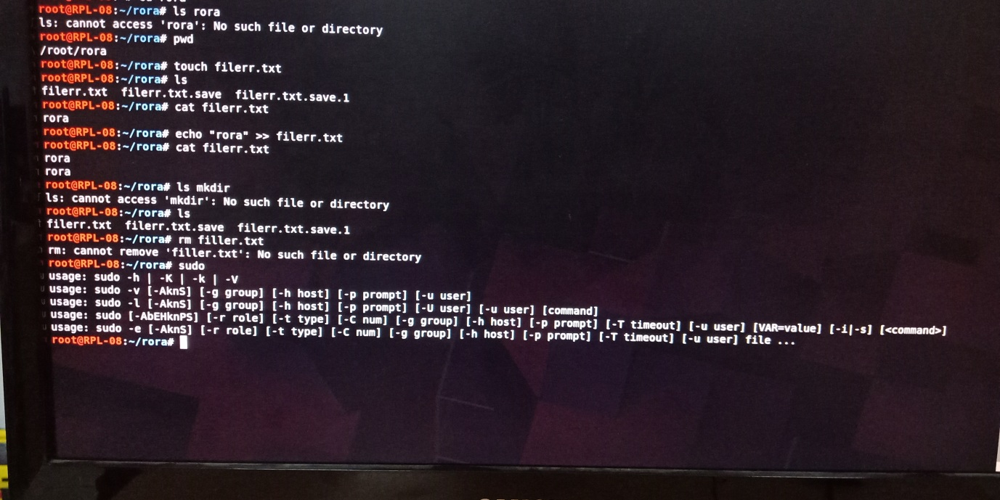 root@RPL-08:~/rora# ls rora
ls: cannot access 'rora': No such file or directory
root@RPL-08:~/rora# pwd
/root/rora
root@RPL-08:~/rora# touch filerr.txt
root@RPL-08:~/rora# ls
filerr.txt  filerr.txt.save  filerr.txt.save.1
root@RPL-08:~/rora# cat filerr.txt
rora
root@RPL-08:~/rora# echo "rora" >> filerr.txt
root@RPL-08:~/rora# cat filerr.txt
rora
rora
root@RPL-08:~/rora# ls mkdir
ls: cannot access 'mkdir': No such file or directory
root@RPL-08:~/rora# ls
filerr.txt  filerr.txt.save  filerr.txt.save.1
root@RPL-08:~/rora# rm filler.txt
rm: cannot remove 'filler.txt': No such file or directory
root@RPL-08:~/rora# sudo
usage: sudo -h | -K | -k | -V
usage: sudo -v [-AknS] [-g group] [-h host] [-p prompt] [-u user]
usage: sudo -l [-AknS] [-g group] [-h host] [-p prompt] [-U user] [-u user] [command]
usage: sudo [-AbEHknPS] [-r role] [-t type] [-C num] [-g group] [-h host] [-p prompt] [-T timeout] [-u user] [VAR=value] [-i|-s] [<command>]
usage: sudo -e [-AknS] [-r role] [-t type] [-C num] [-g group] [-h host] [-p prompt] [-T timeout] [-u user] file ...
root@RPL-08:~/rora#